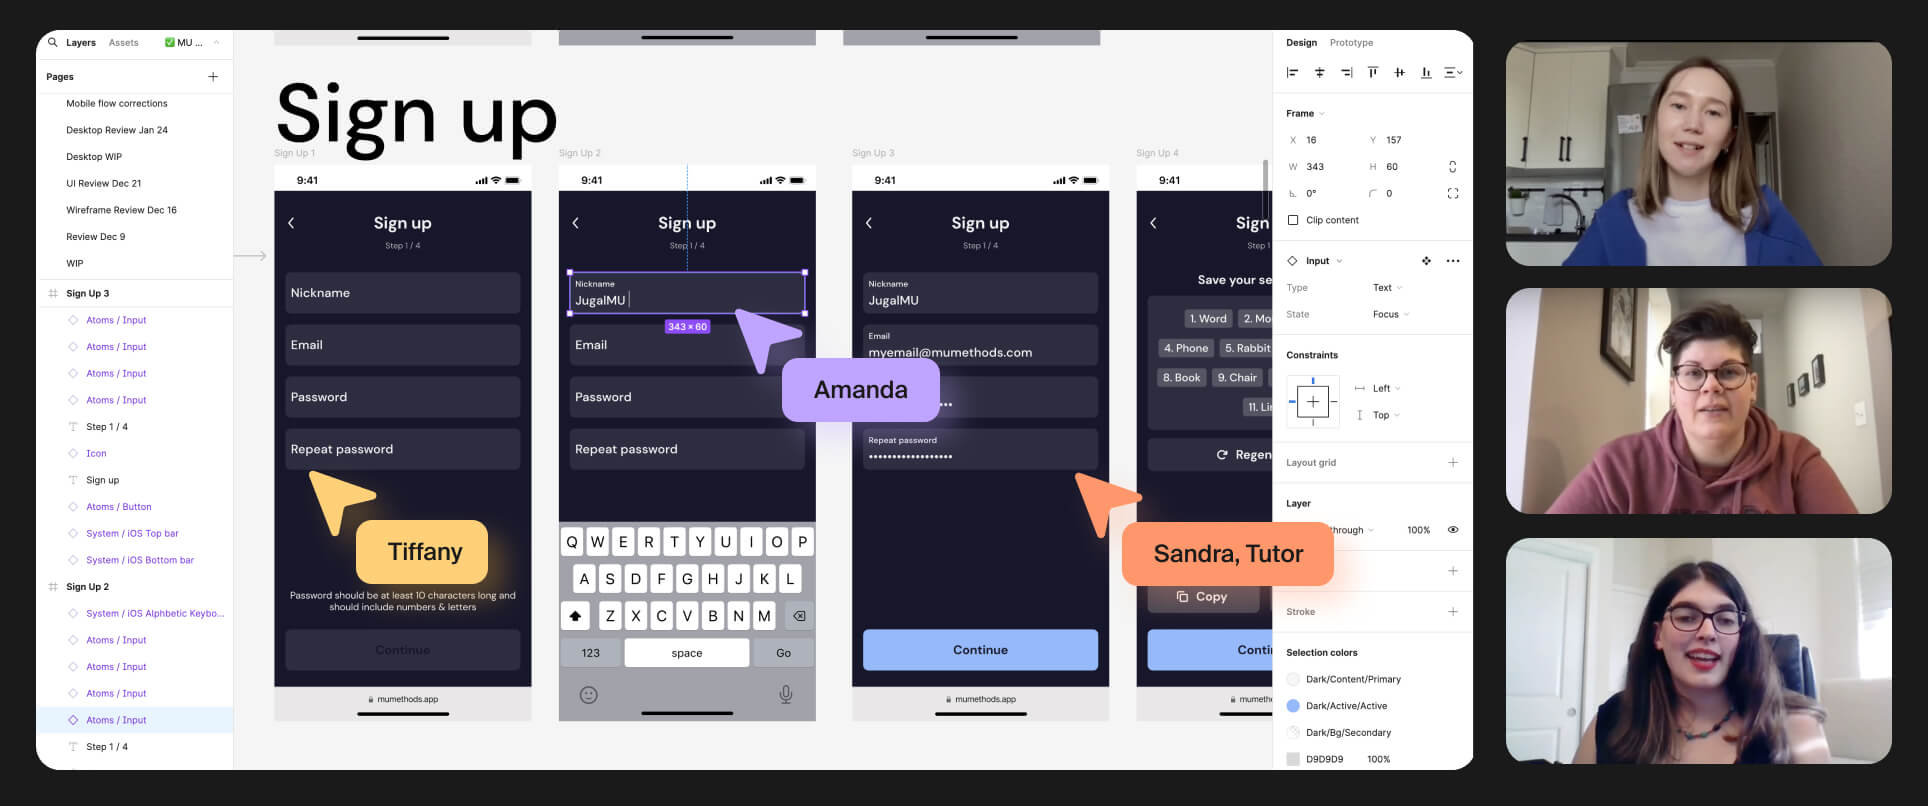 Layers Assets ✅ MU ...
Pages
Mobile flow corrections
Desktop Review Jan 24
Desktop WIP
UI Review Dec 21
Wireframe Review Dec 16
Review Dec 9
WIP
Sign Up 3
Atoms / Input
Atoms / Input
Atoms / Input
Atoms / Input
Step 1 / 4
Icon
Sign up
Atoms / Button
System / iOS Top bar
System / iOS Bottom bar
Sign Up 2
System / iOS Alphbetic Keybo...
Atoms / Input
Atoms / Input
Atoms / Input
Atoms / Input
Step 1 / 4
Sign up
Sign Up 1
9:41
Sign up
Step 1 / 4
Nickname
Email
Password
Repeat password
Tiffany
Password should be at least 10 characters long and
should include numbers & letters
Continue
mumethods.app
Sign Up 2
9:41
Sign up
Step 1 / 4
Nickname
JugalMU
343 × 60
Email
Amanda
Password
Repeat password
Q W E R T Y U I O P
A S D F G H J K L
Z X C V B N M
123 space Go
Sign Up 3
9:41
Sign up
Step 1 / 4
Nickname
JugalMU
Email
myemail@mumethods.com
Repeat password
••••••••••••••••••
Sandra, Tutor
Continue
mumethods.app
Sign Up 4
9:41
Sign
Step 1
Save your se
1. Word 2. Mo
4. Phone 5. Rabbit
8. Book 9. Chair
11. Li
Regen
Copy
Conti
mumethods.a
Design Prototype
Frame
X 16 Y 157
W 343 H 60
0° 0
Clip content
Input
Type Text
State Focus
Constraints
Left
Top
Layout grid
Layer
through 100%
Stroke
Selection colors
Dark/Content/Primary
Dark/Active/Active
Dark/Bg/Secondary
D9D9D9 100%